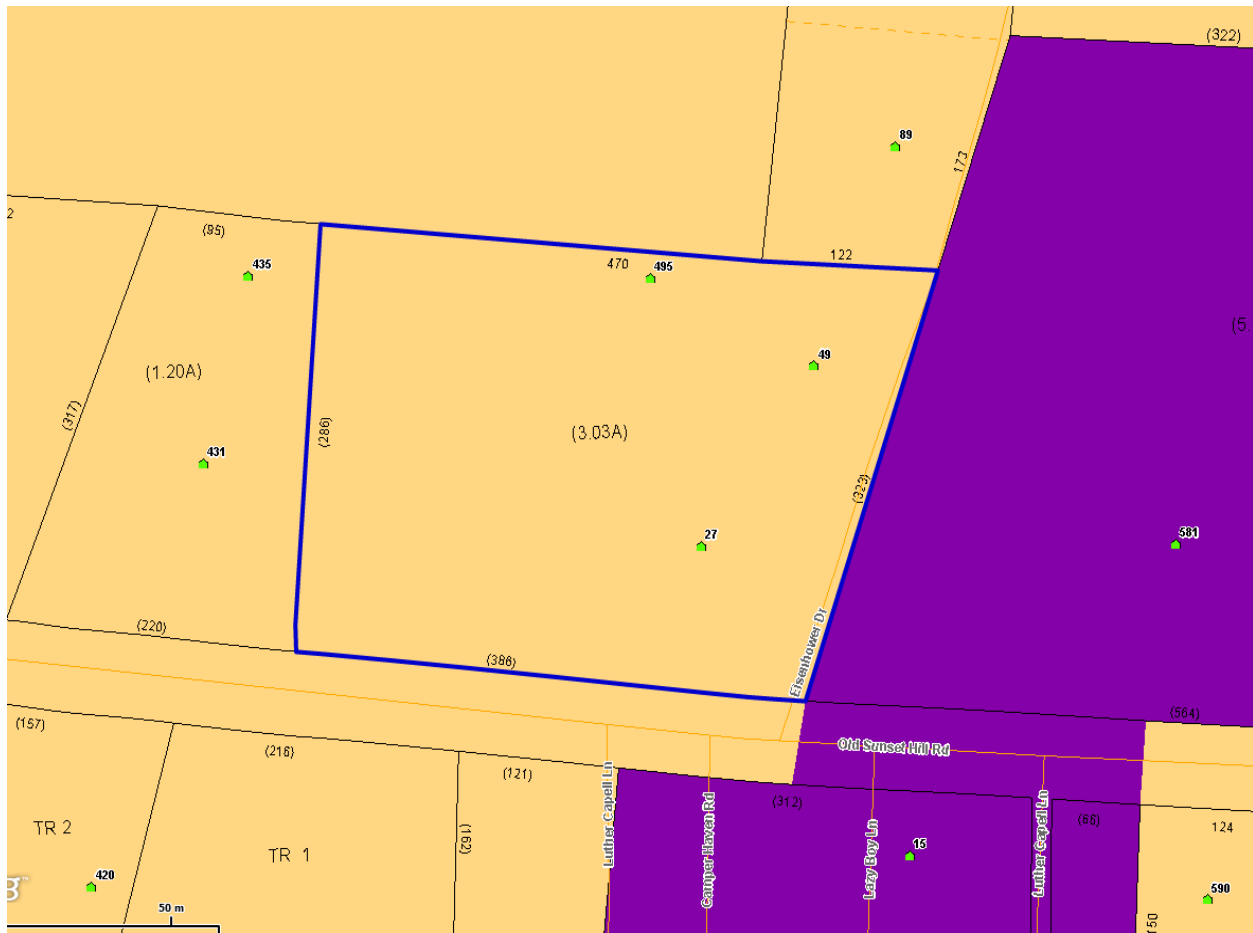 (322)
89
173
2
(95)
435
470
495
122
(5
49
(1.20A)
(317)
(286)
(3.03A)
431
(323)
27
581
Eisenhower Dr
(220)
(386)
(564)
(157)
(216)
Old Sunset Hill Rd
(121)
Luther Capell Ln
Camper Haven Rd
(312)
Lazy Boy Ln
Luther Capell Ln
(66)
124
TR 2
TR 1
(162)
15
420
590
150
g™
50 m